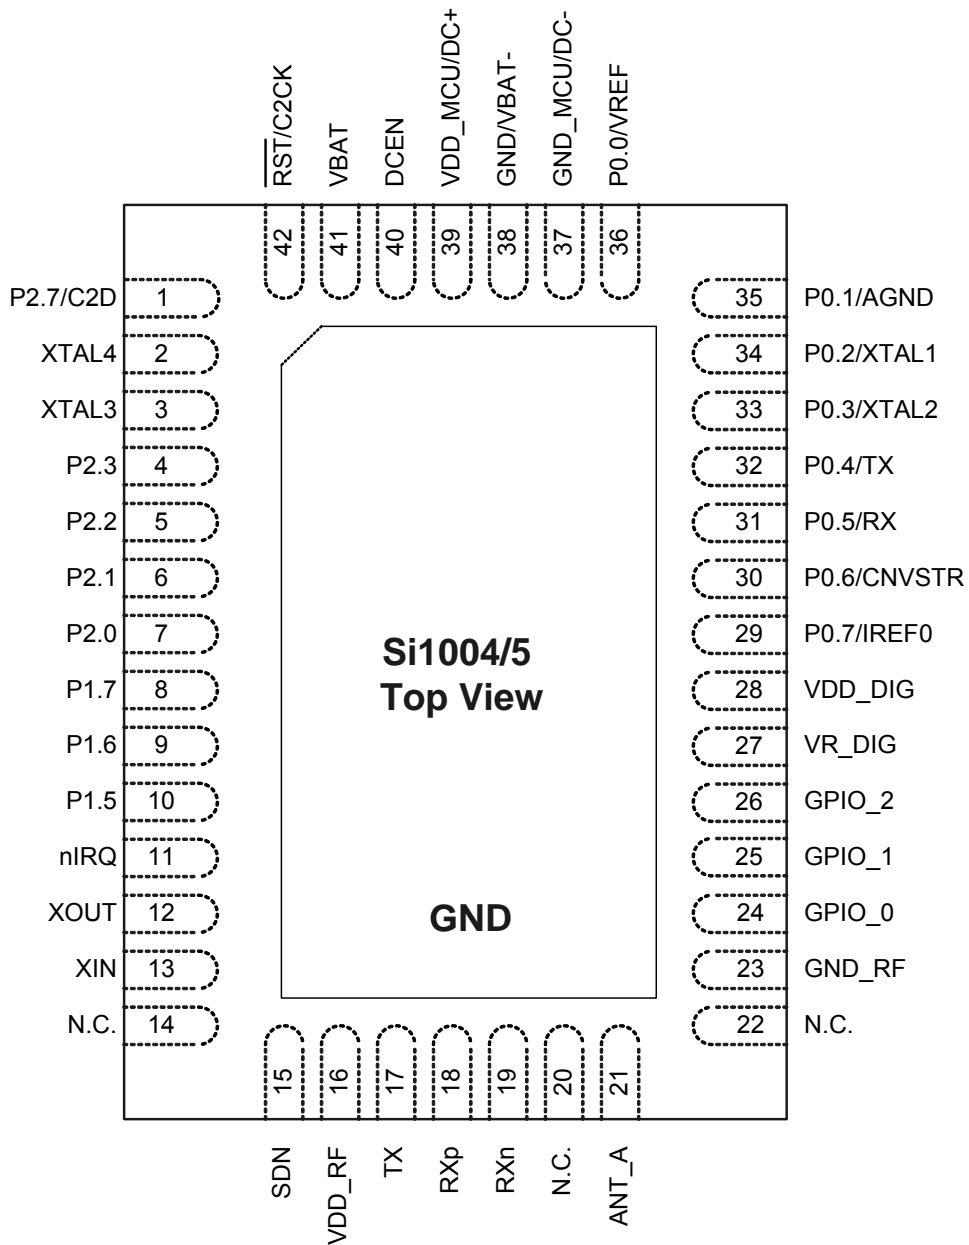 R̅S̅T̅/C2CK
VBAT
DCEN
VDD_MCU/DC+
GND/VBAT-
GND_MCU/DC-
P0.0/VREF
42
41
40
39
38
37
36
P2.7/C2D 1
XTAL4 2
XTAL3 3
P2.3 4
P2.2 5
P2.1 6
P2.0 7
P1.7 8
P1.6 9
P1.5 10
nIRQ 11
XOUT 12
XIN 13
N.C. 14
35 P0.1/AGND
34 P0.2/XTAL1
33 P0.3/XTAL2
32 P0.4/TX
31 P0.5/RX
30 P0.6/CNVSTR
29 P0.7/IREF0
28 VDD_DIG
27 VR_DIG
26 GPIO_2
25 GPIO_1
24 GPIO_0
23 GND_RF
22 N.C.
Si1004/5
Top View
GND
15
16
17
18
19
20
21
SDN
VDD_RF
TX
RXp
RXn
N.C.
ANT_A